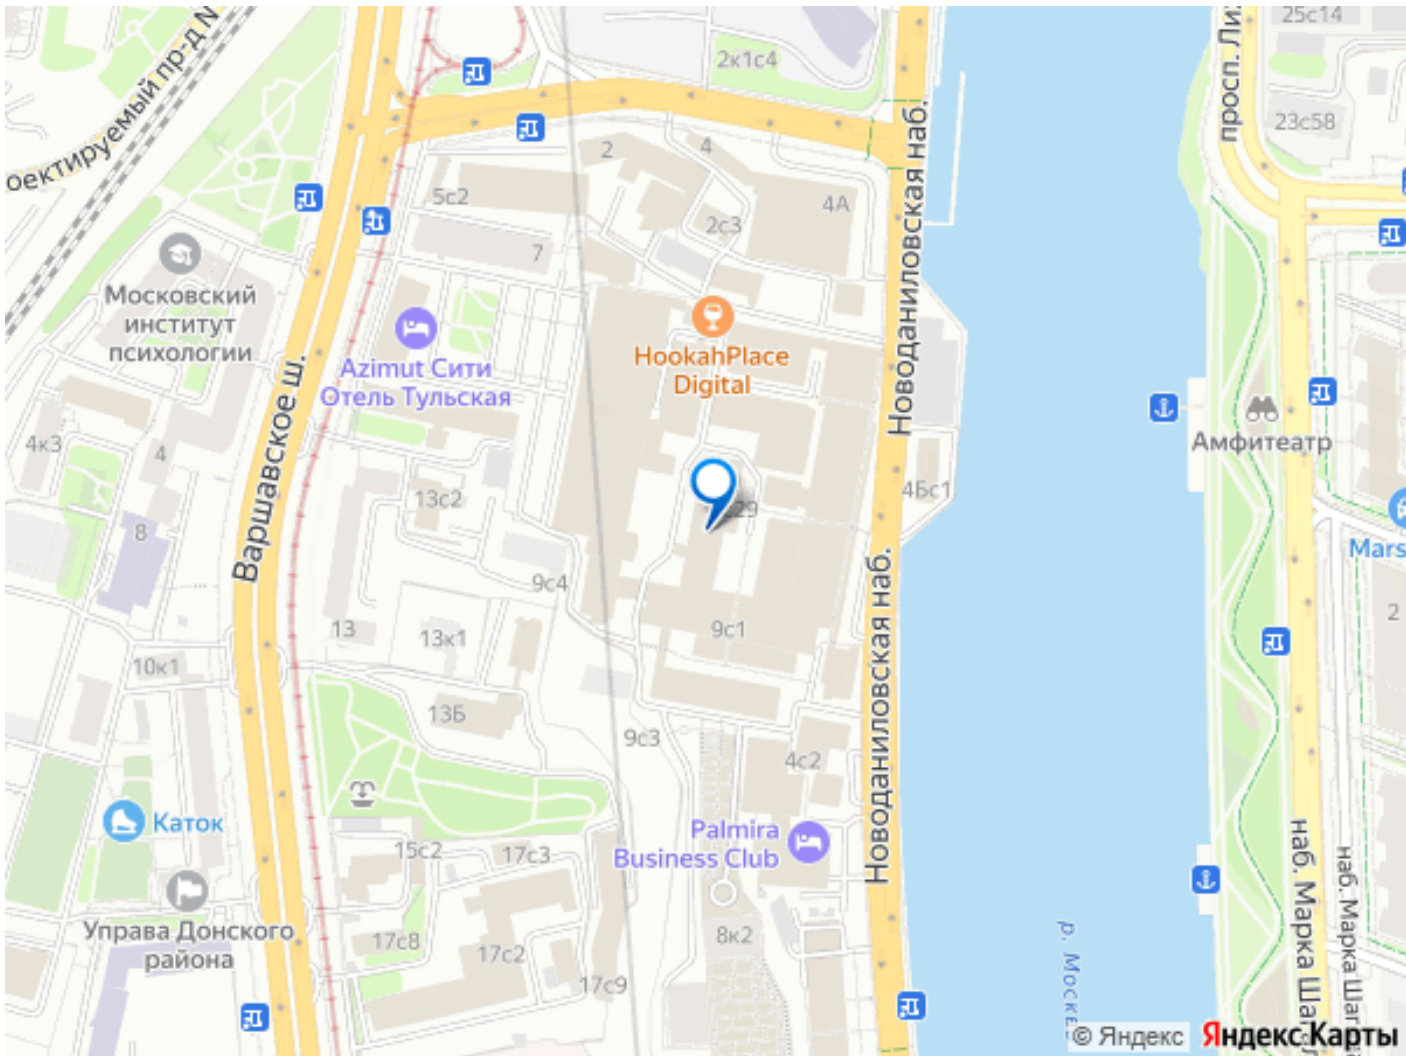 25с14
2к1с4
просп. Ли
23с58
оектируемый пр-д
2
4
4А
5с2
2с3
7
Новоданиловская наб.
Московский
институт
психологии
HookahPlace
Digital
Azimut Сити
Отель Тульская
Варшавское ш.
Амфитеатр
4к3
4
13с2
4Бс1
29
8
Mars
9с4
2
13
13к1
9с1
10к1
Новоданиловская наб.
13Б
9с3
4с2
Каток
Palmira
Business Club
15с2
17с3
наб. Марка Шаг
наб. Марка Шаг
Управа Донского
района
17с8
17с2
8к2
17с9
р. Москв
© Яндекс
Яндекс Карты